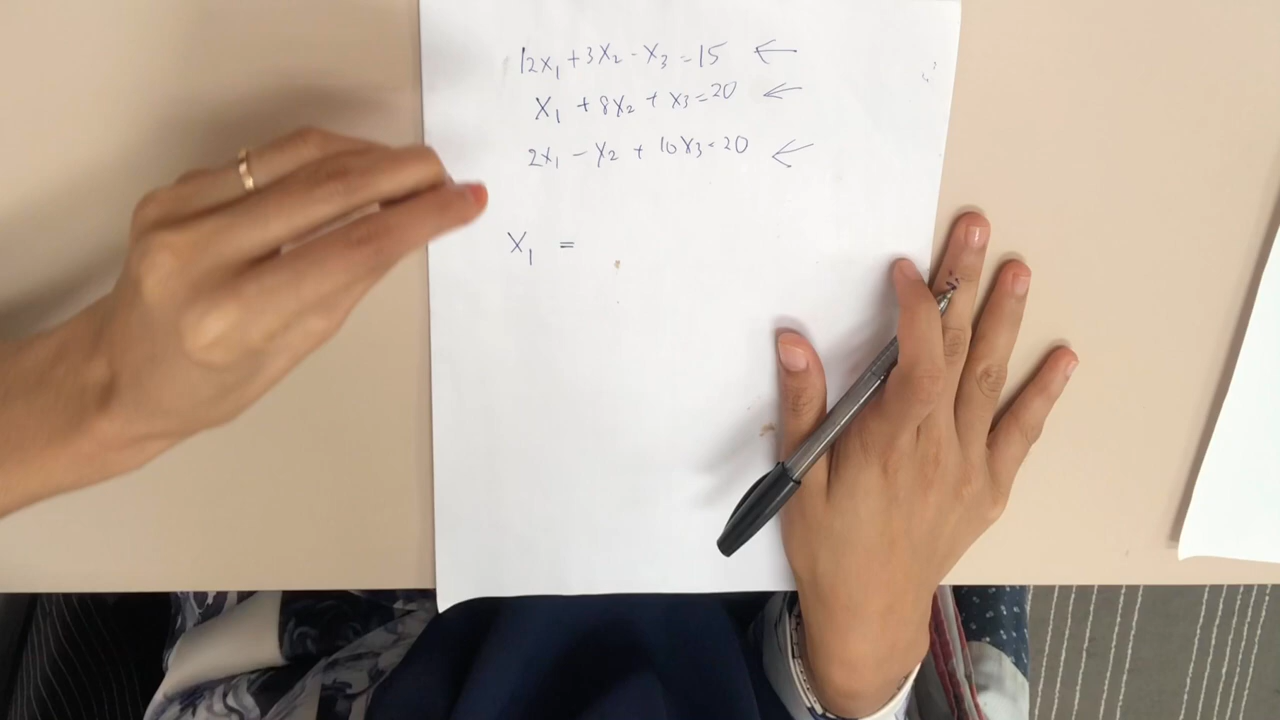 12x₁ + 3x₂ - x₃ = 15 ←
x₁ + 8x₂ + x₃ = 20 ←
2x₁ - x₂ + 10x₃ = 20 ←
x₁ =